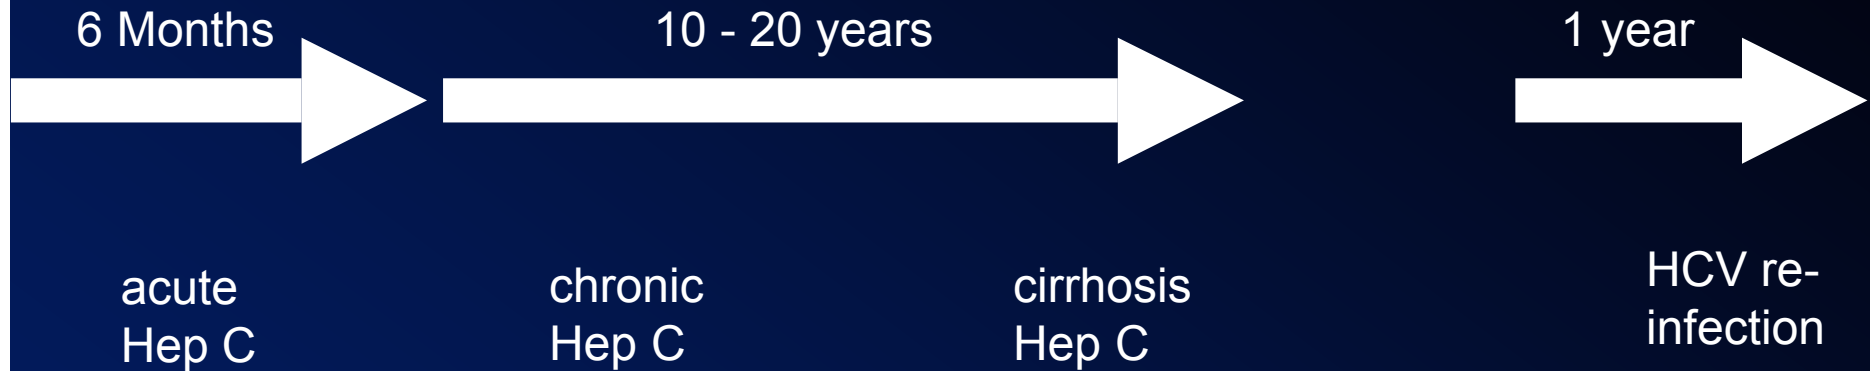 6 Months
10 - 20 years
1 year
acute
Hep C
chronic
Hep C
cirrhosis
Hep C
HCV re-
infection